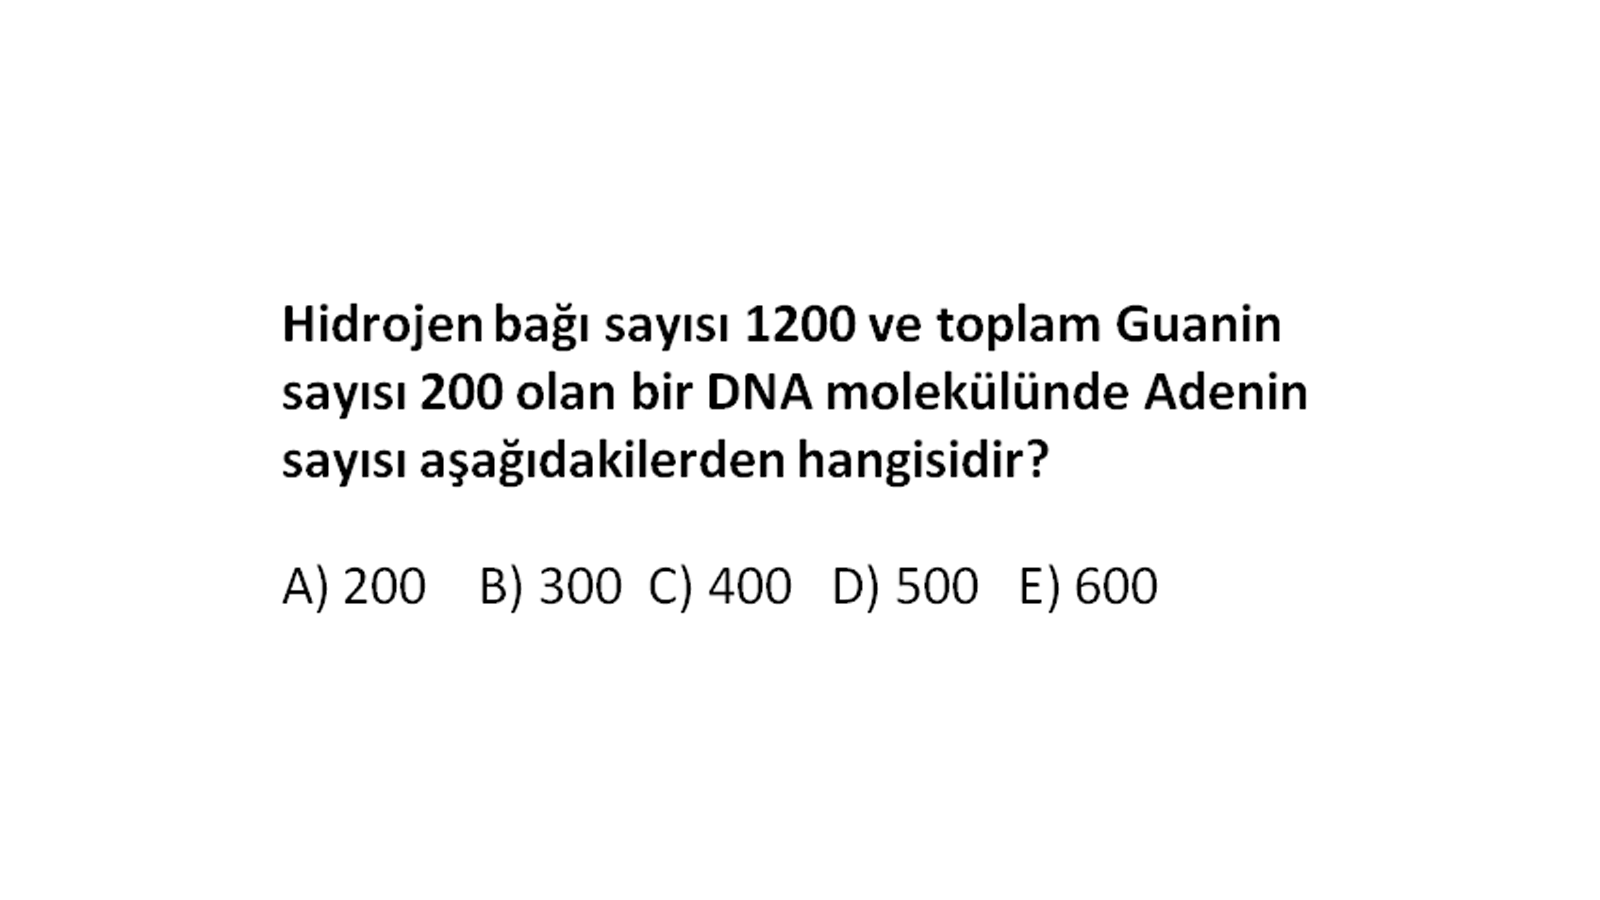 Hidrojen bağı sayısı 1200 ve toplam Guanin
sayısı 200 olan bir DNA molekülünde Adenin
sayısı aşağıdakilerden hangisidir?
A) 200 B) 300 C) 400 D) 500 E) 600